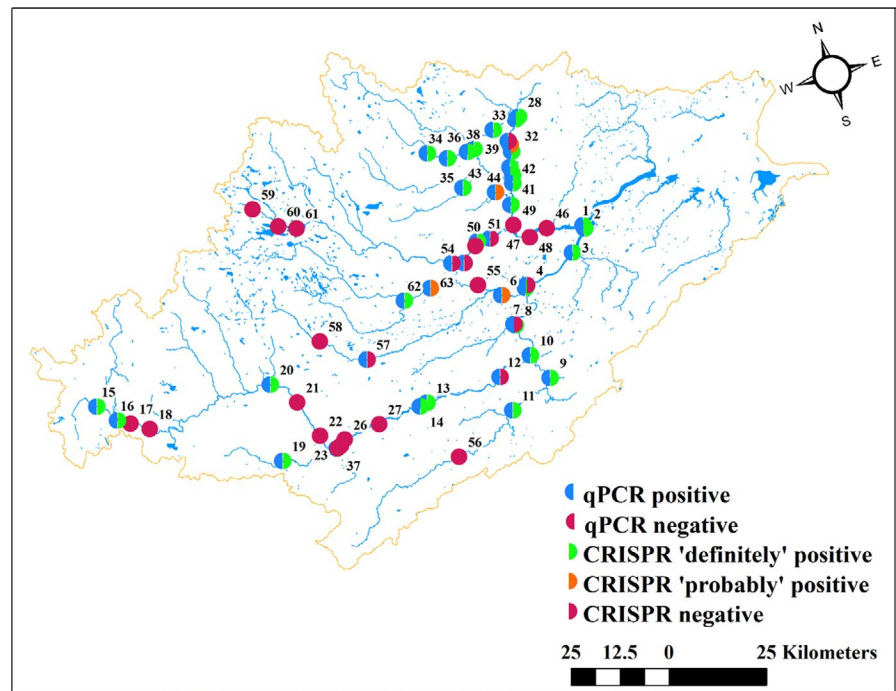 N
E
W
S
28
33
32
34 36 38
39
42
35 43 44
41
59
60 61
49 46 1 2
50 51
47 48 3
54
55 4
62 63 6
7 8
58
57
10
12 9
20
15 21 13
11
16 17 18
27 14
22 26
19 23 37
56
qPCR positive
qPCR negative
CRISPR 'definitely' positive
CRISPR 'probably' positive
CRISPR negative
25 12.5 0 25 Kilometers